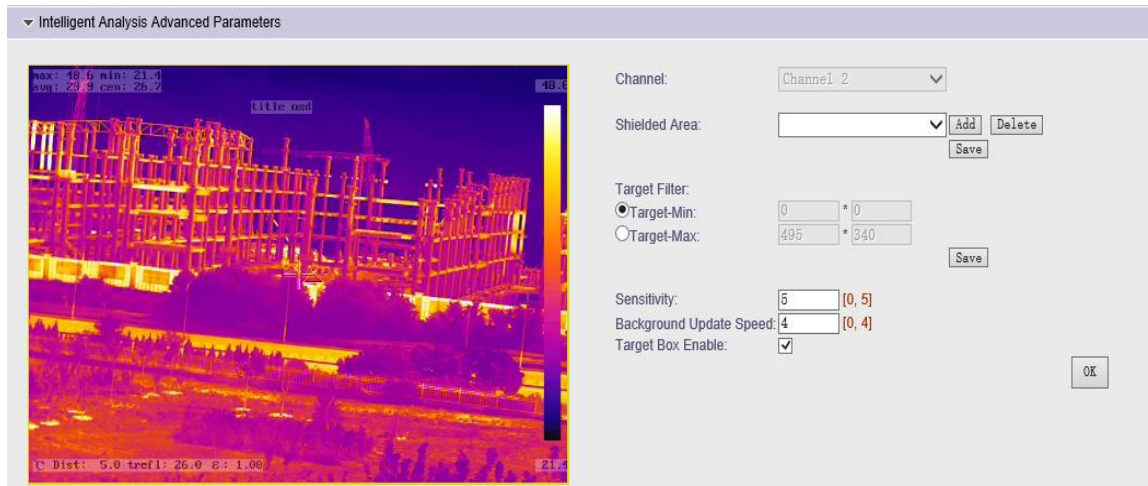 Intelligent Analysis Advanced Parameters
max: 48.6 min: 21.4
avg: 29.9 cen: 26.7
48.6
title osd
21.4
C Dist: 5.0 trefl: 26.0 ε: 1.00
Channel: Channel 2
Shielded Area: Add Delete
Save
Target Filter:
Target-Min: 0 * 0
Target-Max: 495 * 340
Save
Sensitivity: 5 [0, 5]
Background Update Speed: 4 [0, 4]
Target Box Enable:
OK